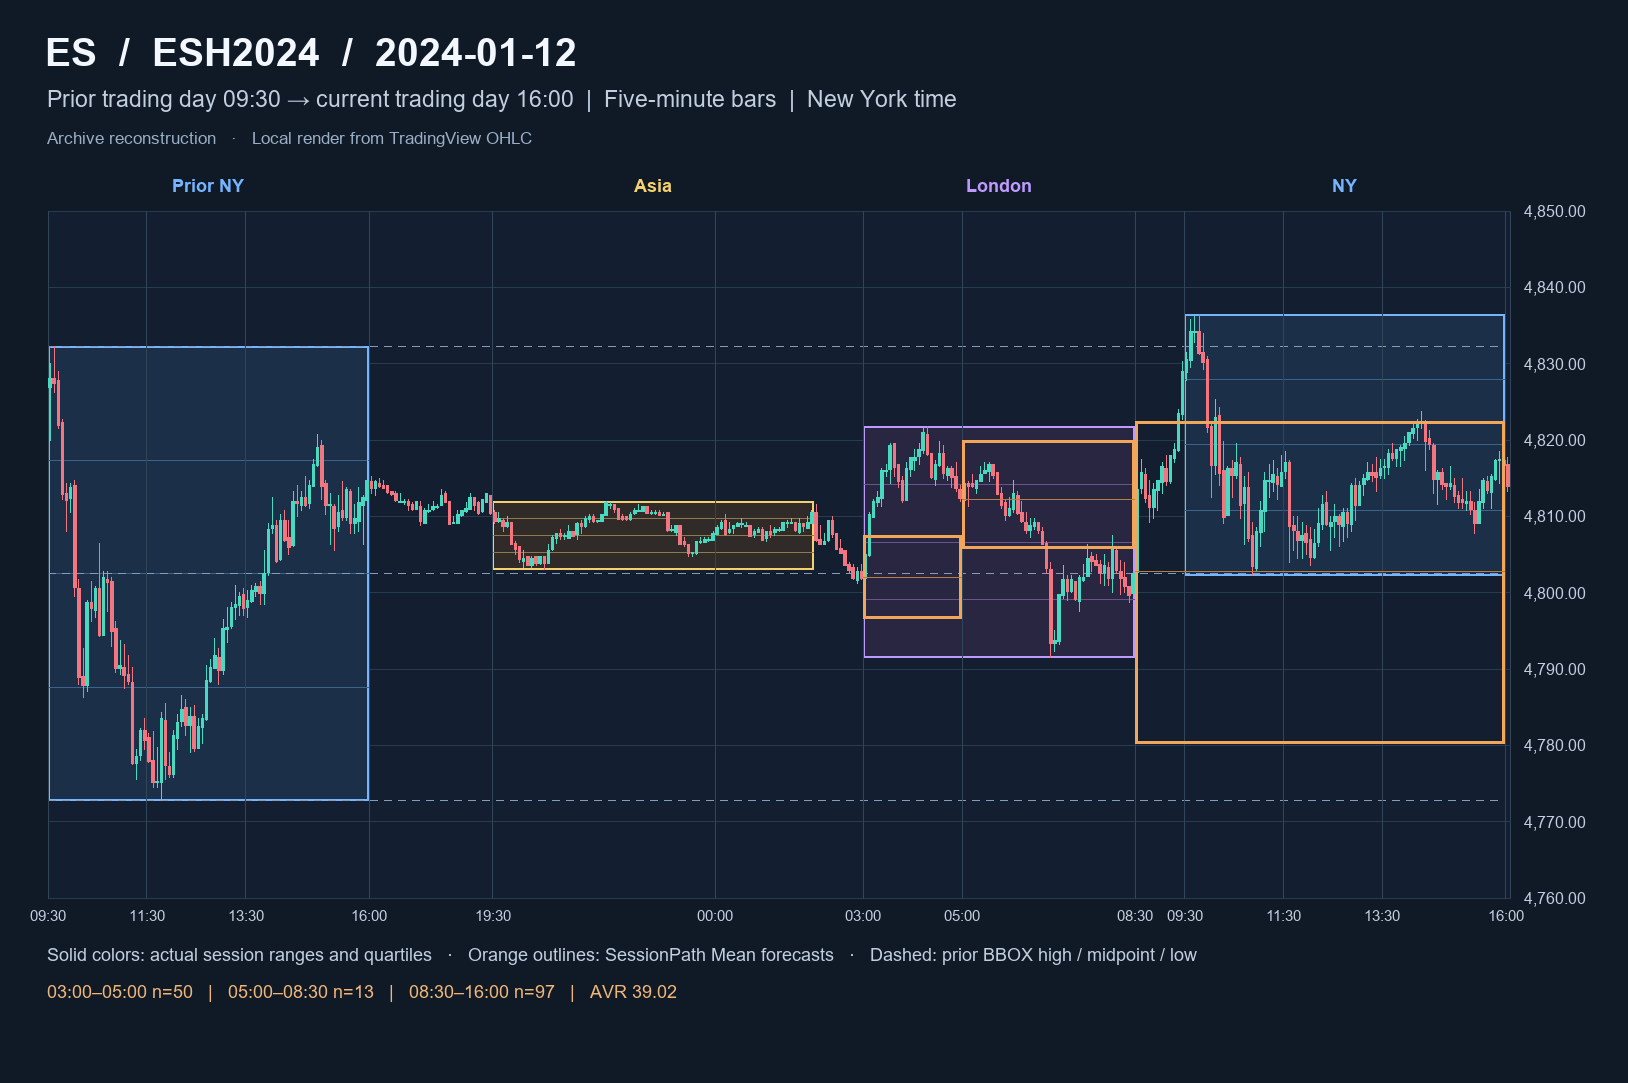 ES / ESH2024 / 2024-01-12
Prior trading day 09:30 → current trading day 16:00 | Five-minute bars | New York time
Archive reconstruction · Local render from TradingView OHLC
Prior NY Asia London NY
4,850.00
4,840.00
4,830.00
4,820.00
4,810.00
4,800.00
4,790.00
4,780.00
4,770.00
4,760.00
09:30 11:30 13:30 16:00 19:30 00:00 03:00 05:00 08:30 09:30 11:30 13:30 16:00
Solid colors: actual session ranges and quartiles · Orange outlines: SessionPath Mean forecasts · Dashed: prior BBOX high / midpoint / low
03:00–05:00 n=50 | 05:00–08:30 n=13 | 08:30–16:00 n=97 | AVR 39.02